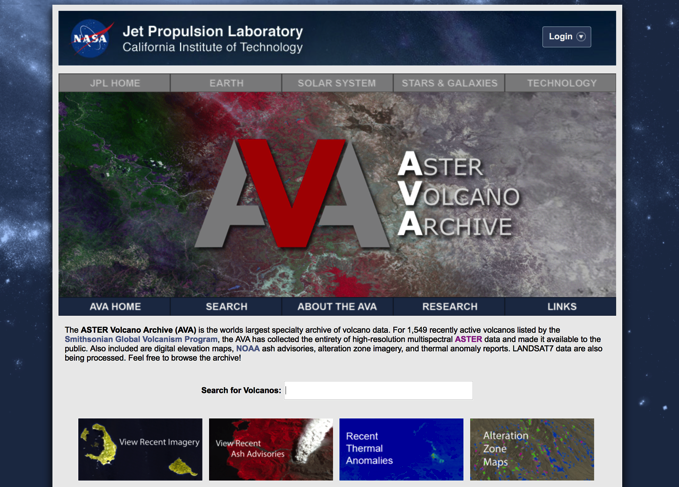 NASA
Jet Propulsion Laboratory
California Institute of Technology
Login
JPL HOME
EARTH
SOLAR SYSTEM
STARS & GALAXIES
TECHNOLOGY
AVA
ASTER
VOLCANO
ARCHIVE
AVA HOME
SEARCH
ABOUT THE AVA
RESEARCH
LINKS
The ASTER Volcano Archive (AVA) is the worlds largest specialty archive of volcano data. For 1,549 recently active volcanos listed by the
Smithsonian Global Volcanism Program, the AVA has collected the entirety of high-resolution multispectral ASTER data and made it available to the
public. Also included are digital elevation maps, NOAA ash advisories, alteration zone imagery, and thermal anomaly reports. LANDSAT7 data are also
being processed. Feel free to browse the archive!
Search for Volcanos:
View Recent Imagery
View Recent
Ash Advisories
Recent
Thermal
Anomalies
Alteration
Zone
Maps